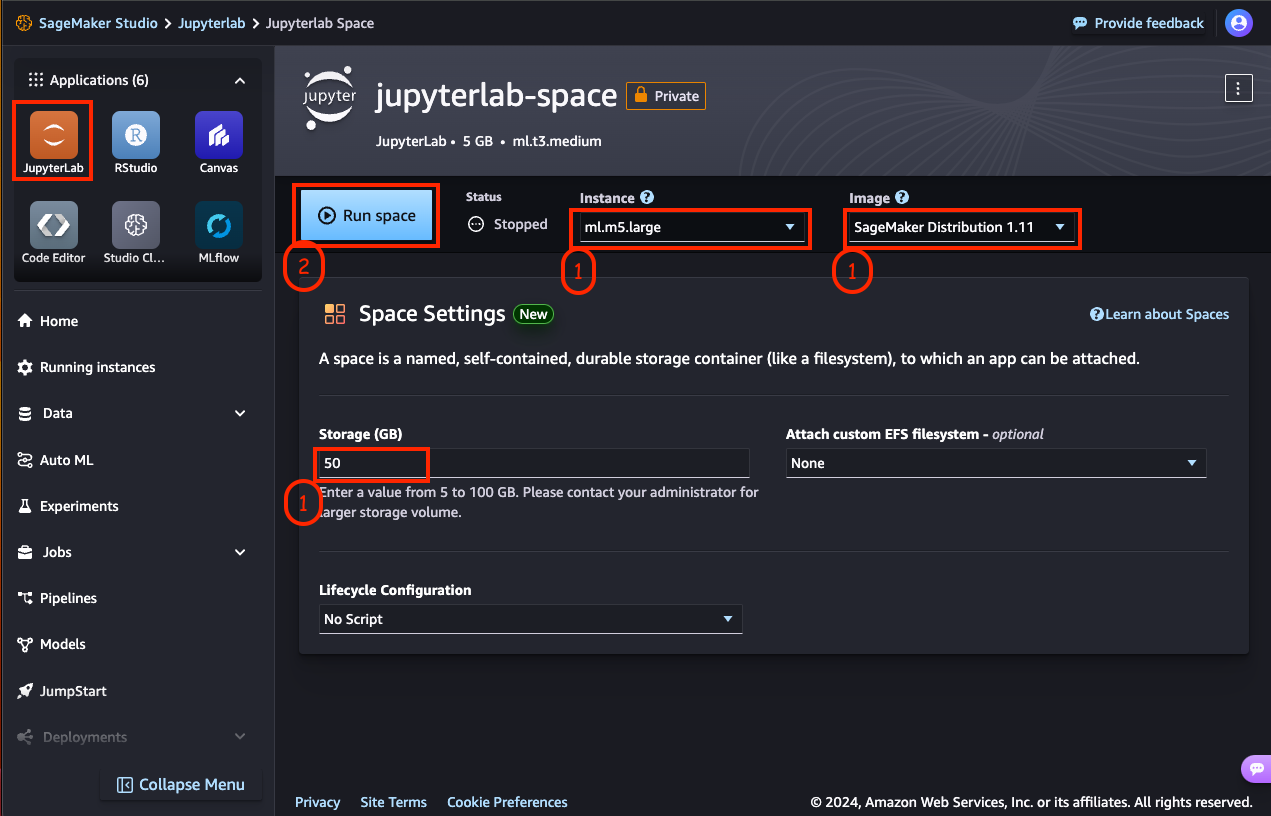 SageMaker Studio > Jupyterlab > Jupyterlab Space
Provide feedback
Applications (6)
JupyterLab
RStudio
Canvas
Code Editor
Studio Cl...
MLflow
Home
Running instances
Data
Auto ML
Experiments
Jobs
Pipelines
Models
JumpStart
Deployments
Collapse Menu
jupyter
jupyterlab-space
Private
JupyterLab • 5 GB • ml.t3.medium
Run space
2
Status
Stopped
Instance ?
ml.m5.large
1
Image ?
SageMaker Distribution 1.11
1
Space Settings
New
?Learn about Spaces
A space is a named, self-contained, durable storage container (like a filesystem), to which an app can be attached.
Storage (GB)
50
1
Enter a value from 5 to 100 GB. Please contact your administrator for
larger storage volume.
Attach custom EFS filesystem - optional
None
Lifecycle Configuration
No Script
Privacy
Site Terms
Cookie Preferences
© 2024, Amazon Web Services, Inc. or its affiliates. All rights reserved.